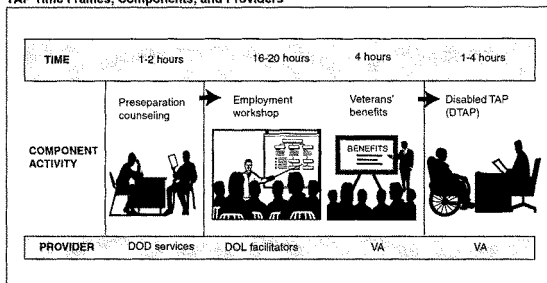 TAP Time Frames, Components, and Providers
TIME 1-2 hours 16-20 hours 4 hours 1-4 hours
Preseparation counseling
Employment workshop
Veterans' benefits
Disabled TAP (DTAP)
COMPONENT
ACTIVITY
BENEFITS
PROVIDER DOD services DOL facilitators VA VA